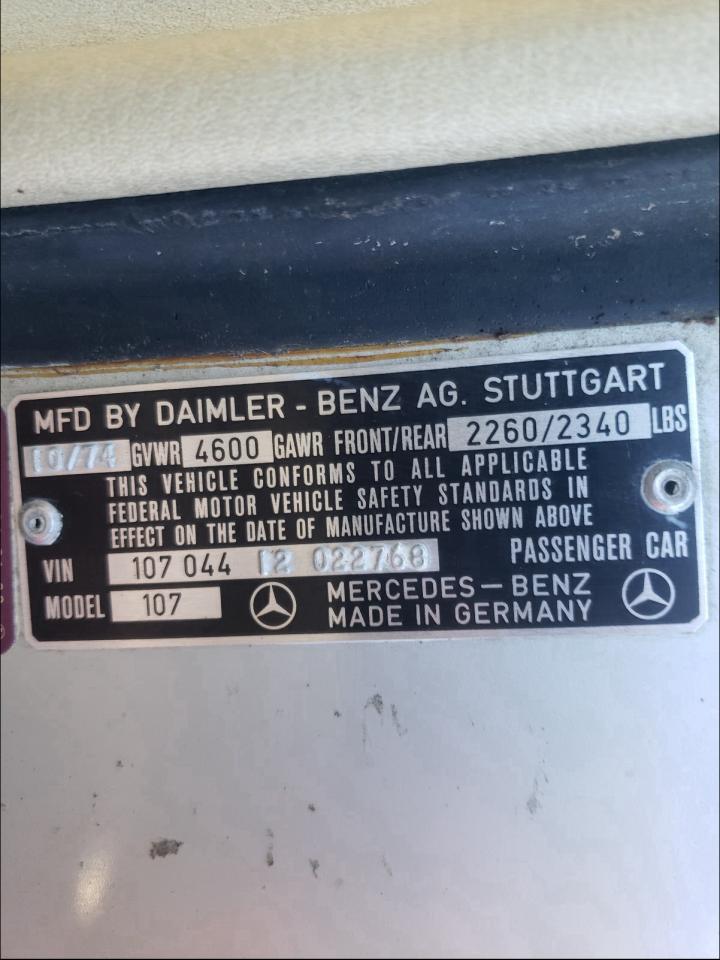 MFD BY DAIMLER - BENZ AG. STUTTGART
10/74 GVWR 4600 GAWR FRONT/REAR 2260/2340 LBS
THIS VEHICLE CONFORMS TO ALL APPLICABLE
FEDERAL MOTOR VEHICLE SAFETY STANDARDS IN
EFFECT ON THE DATE OF MANUFACTURE SHOWN ABOVE
VIN 107 044 12 022768 PASSENGER CAR
MODEL 107 MERCEDES - BENZ
MADE IN GERMANY